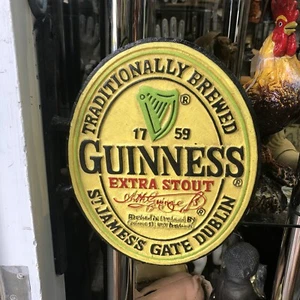 TRADITIONALLY BREWED
®
17 59
GUINNESS
®
EXTRA STOUT
®
ST JAMES'S GATE DUBLIN